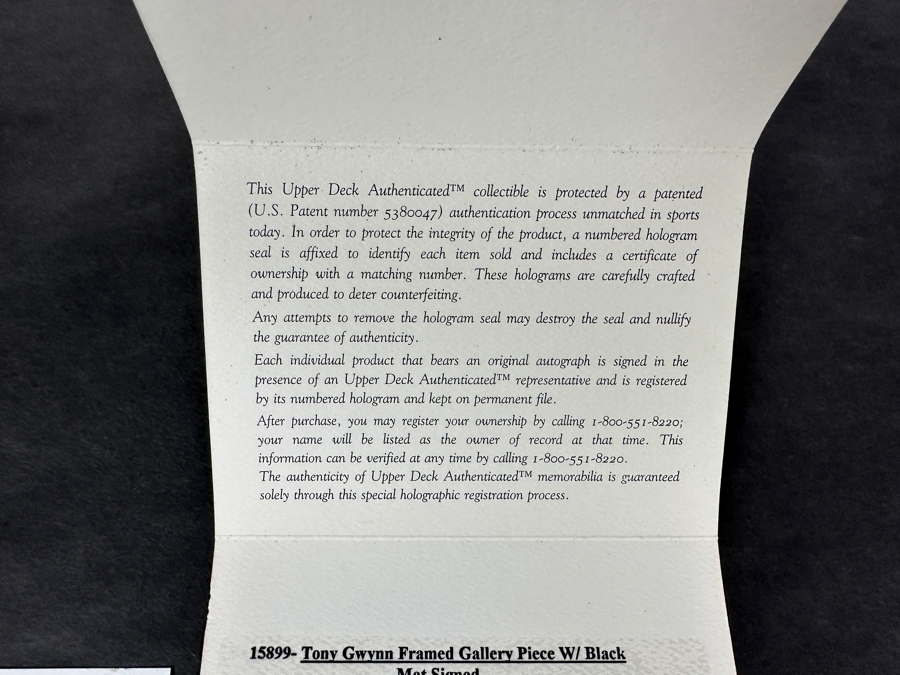 This Upper Deck Authenticated™ collectible is protected by a patented
(U.S. Patent number 5380047) authentication process unmatched in sports
today. In order to protect the integrity of the product, a numbered hologram
seal is affixed to identify each item sold and includes a certificate of
ownership with a matching number. These holograms are carefully crafted
and produced to deter counterfeiting.
Any attempts to remove the hologram seal may destroy the seal and nullify
the guarantee of authenticity.
Each individual product that bears an original autograph is signed in the
presence of an Upper Deck Authenticated™ representative and is registered
by its numbered hologram and kept on permanent file.
After purchase, you may register your ownership by calling 1-800-551-8220;
your name will be listed as the owner of record at that time. This
information can be verified at any time by calling 1-800-551-8220.
The authenticity of Upper Deck Authenticated™ memorabilia is guaranteed
solely through this special holographic registration process.
15899- Tony Gwynn Framed Gallery Piece W/ Black
Mat Signed